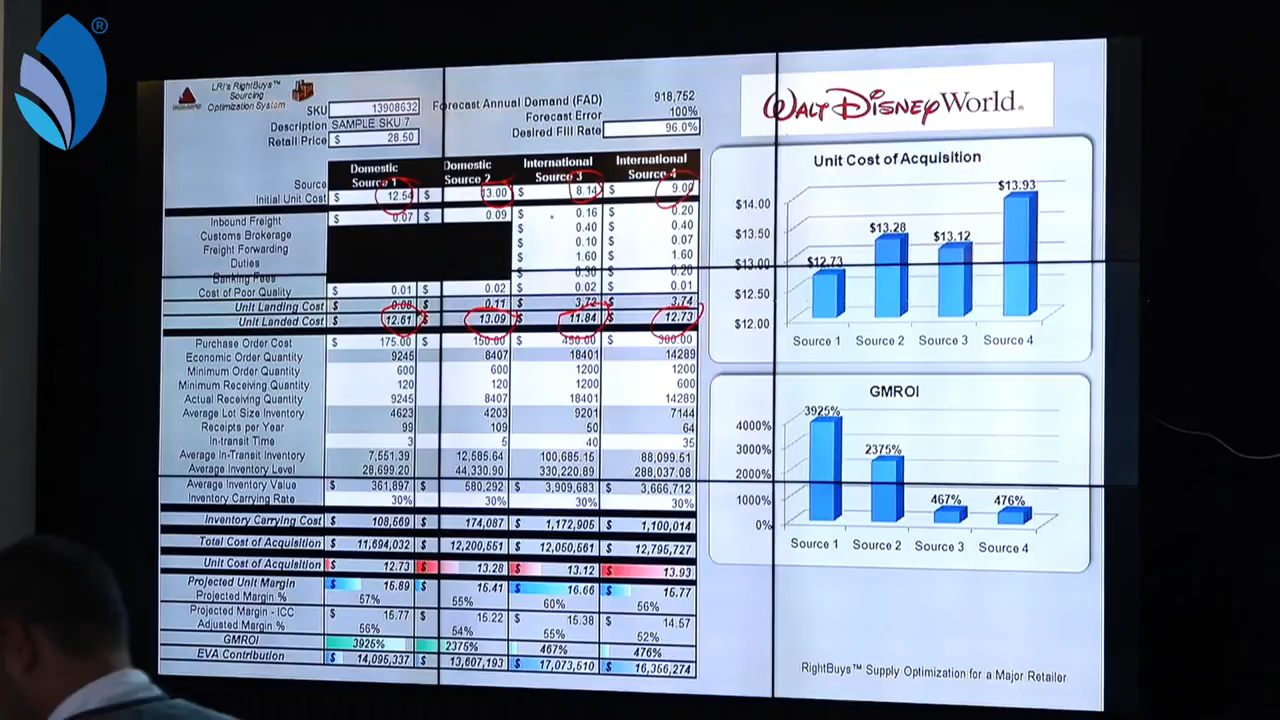 ®
LRI's RightBuys™
Sourcing
Optimization System
SKU 13908632
Description SAMPLE SKU 7
Retail Price $ 28.50
Forecast Annual Demand (FAD) 918,752
Forecast Error 100%
Desired Fill Rate 96.0%
Domestic Domestic International International
Source Source 1 Source 2 Source 3 Source 4
Initial Unit Cost $ 12.54 $ 13.00 $ 8.14 $ 9.00
Inbound Freight $ 0.07 $ 0.09 $ 0.16 $ 0.20
Customs Brokerage $ 0.40 $ 0.40
Freight Forwarding $ 0.10 $ 0.07
Duties $ 1.60 $ 1.60
Banking Fees $ 0.30 $ 0.20
Cost of Poor Quality $ 0.01 $ 0.02 $ 0.02 $ 0.01
Unit Landing Cost $ 0.08 $ 0.11 $ 3.72 $ 3.74
Unit Landed Cost $ 12.61 $ 13.09 $ 11.84 $ 12.73
Purchase Order Cost $ 175.00 $ 150.00 $ 450.00 $ 300.00
Economic Order Quantity 9245 8407 18401 14289
Minimum Order Quantity 600 600 1200 1200
Minimum Receiving Quantity 120 120 1200 600
Actual Receiving Quantity 9245 8407 18401 14289
Average Lot Size Inventory 4623 4203 9201 7144
Receipts per Year 99 109 50 64
In-transit Time 3 5 40 35
Average In-Transit Inventory 7,551.39 12,585.64 100,685.15 88,099.51
Average Inventory Level 28,699.20 44,330.90 330,220.89 288,037.08
Average Inventory Value $ 361,897 $ 580,292 $ 3,909,683 $ 3,666,712
Inventory Carrying Rate 30% 30% 30% 30%
Inventory Carrying Cost $ 108,569 $ 174,087 $ 1,172,905 $ 1,100,014
Total Cost of Acquisition $ 11,694,032 $ 12,200,551 $ 12,050,561 $ 12,795,727
Unit Cost of Acquisition $ 12.73 $ 13.28 $ 13.12 $ 13.93
Projected Unit Margin $ 15.89 $ 15.41 $ 16.66 $ 15.77
Projected Margin % 57% 55% 60% 56%
Projected Margin - ICC $ 15.77 $ 15.22 $ 15.38 $ 14.57
Adjusted Margin % 56% 54% 55% 52%
GMROI 3925% 2375% 467% 476%
EVA Contribution $ 14,095,337 $ 13,607,193 $ 17,073,510 $ 16,356,274
WALT DISNEY World®
Unit Cost of Acquisition
$14.00
$13.50
$13.00
$12.50
$12.00
$12.73 $13.28 $13.12 $13.93
Source 1 Source 2 Source 3 Source 4
GMROI
4000%
3000%
2000%
1000%
0%
3925% 2375% 467% 476%
Source 1 Source 2 Source 3 Source 4
RightBuys™ Supply Optimization for a Major Retailer